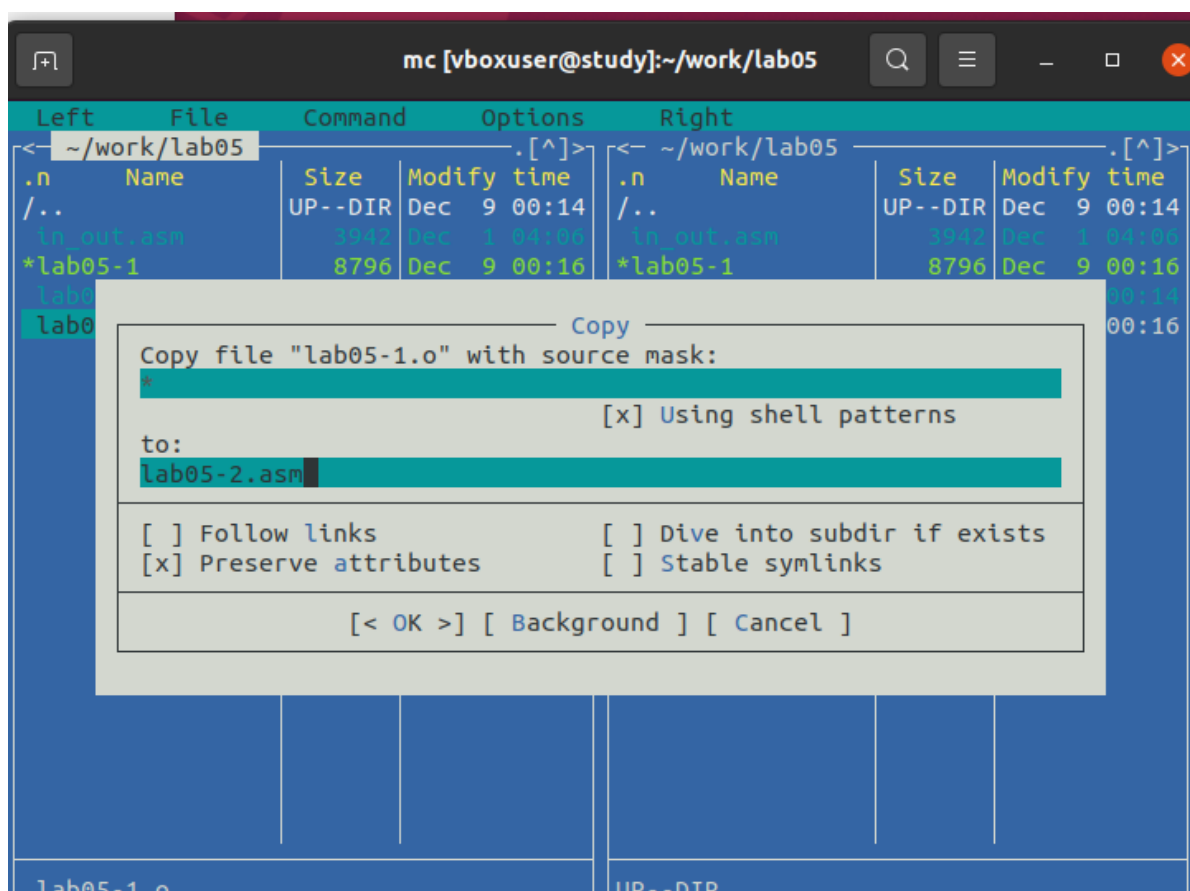 mc [vboxuser@study]:~/work/lab05
Left File Command Options Right
<─ ~/work/lab05 ─.[^]> <─ ~/work/lab05 ─.[^]>
.n Name Size Modify time .n Name Size Modify time
/.. UP--DIR Dec 9 00:14 /.. UP--DIR Dec 9 00:14
in_out.asm 3942 Dec 1 04:06 in_out.asm 3942 Dec 1 04:06
*lab05-1 8796 Dec 9 00:16 *lab05-1 8796 Dec 9 00:16
lab0 00:14
lab0 00:16
Copy
Copy file "lab05-1.o" with source mask:
*
[x] Using shell patterns
to:
lab05-2.asm
[ ] Follow links [ ] Dive into subdir if exists
[x] Preserve attributes [ ] Stable symlinks
[< OK >] [ Background ] [ Cancel ]
lab05-1.o UP--DIR